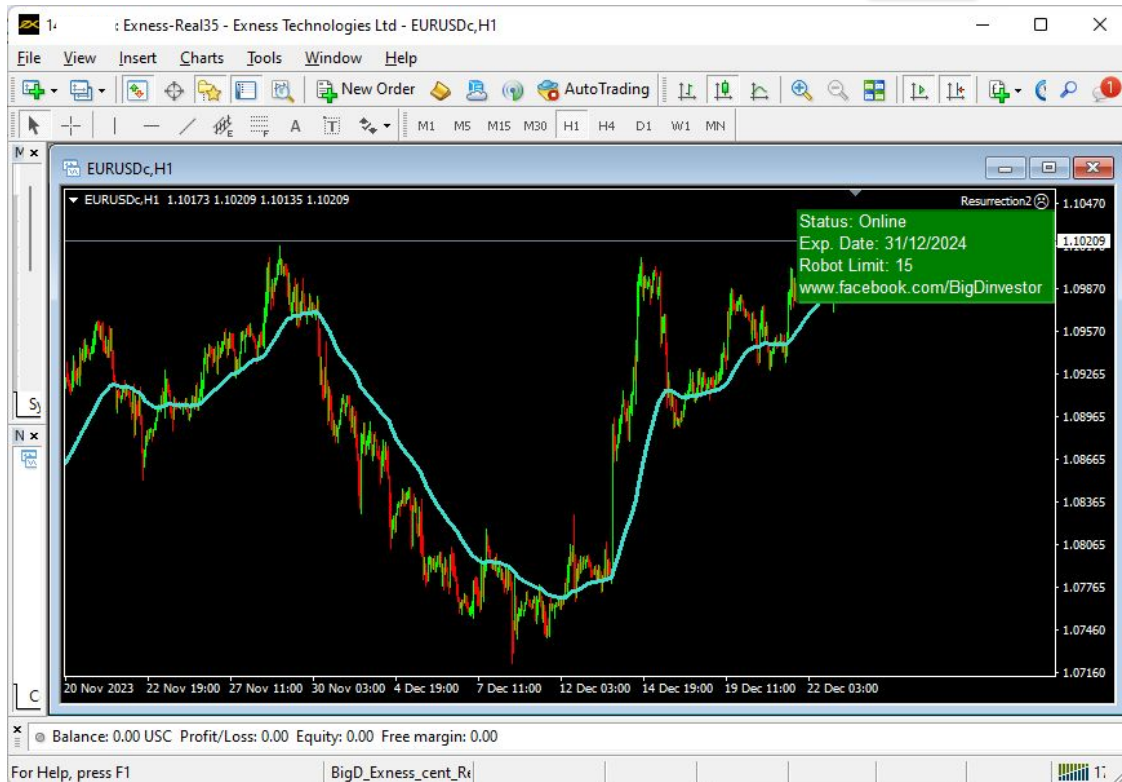 14 : Exness-Real35 - Exness Technologies Ltd - EURUSDc,H1
File View Insert Charts Tools Window Help
New Order AutoTrading 1
E F A T M1 M5 M15 M30 H1 H4 D1 W1 MN
M
EURUSDc,H1
EURUSDc,H1 1.10173 1.10209 1.10135 1.10209
Resurrection2
Status: Online
Exp. Date: 31/12/2024
Robot Limit: 15
www.facebook.com/BigDinvestor
1.10470
1.10209
1.09870
1.09570
1.09265
1.08965
1.08665
1.08365
1.08065
1.07765
1.07460
1.07160
Sy
N
C
20 Nov 2023 22 Nov 19:00 27 Nov 11:00 30 Nov 03:00 4 Dec 19:00 7 Dec 11:00 12 Dec 03:00 14 Dec 19:00 19 Dec 11:00 22 Dec 03:00
Balance: 0.00 USC Profit/Loss: 0.00 Equity: 0.00 Free margin: 0.00
For Help, press F1
BigD_Exness_cent_Re
17